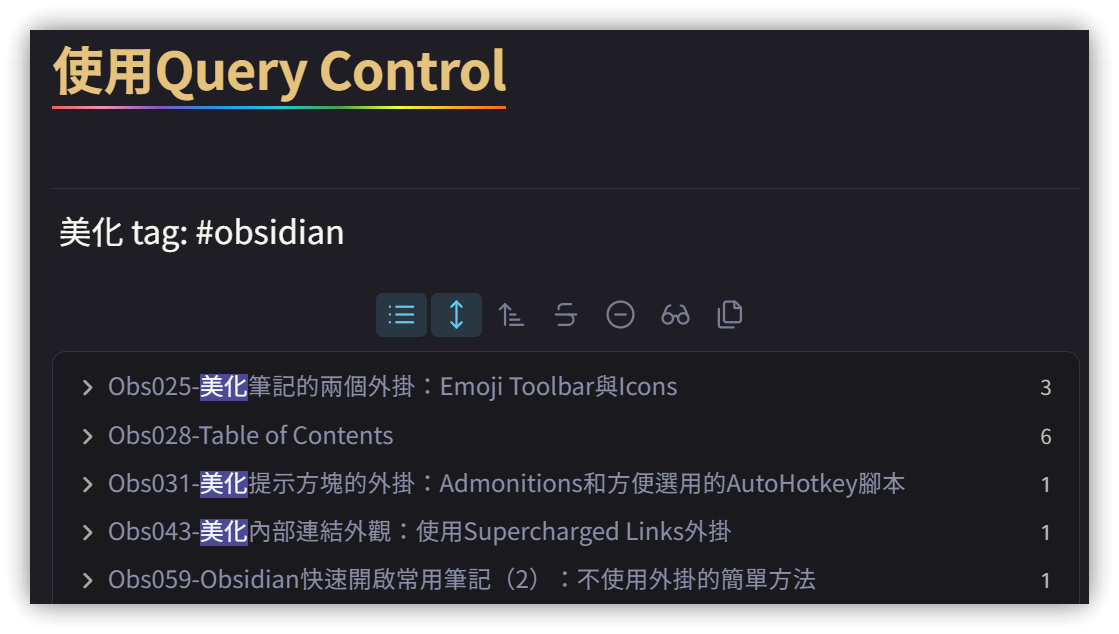 使用Query Control
美化 tag: #obsidian
Obs025-美化筆記的兩個外掛：Emoji Toolbar與Icons 3
Obs028-Table of Contents 6
Obs031-美化提示方塊的外掛：Admonitions和方便選用的AutoHotkey腳本 1
Obs043-美化內部連結外觀：使用Supercharged Links外掛 1
Obs059-Obsidian快速開啟常用筆記（2）：不使用外掛的簡單方法 1